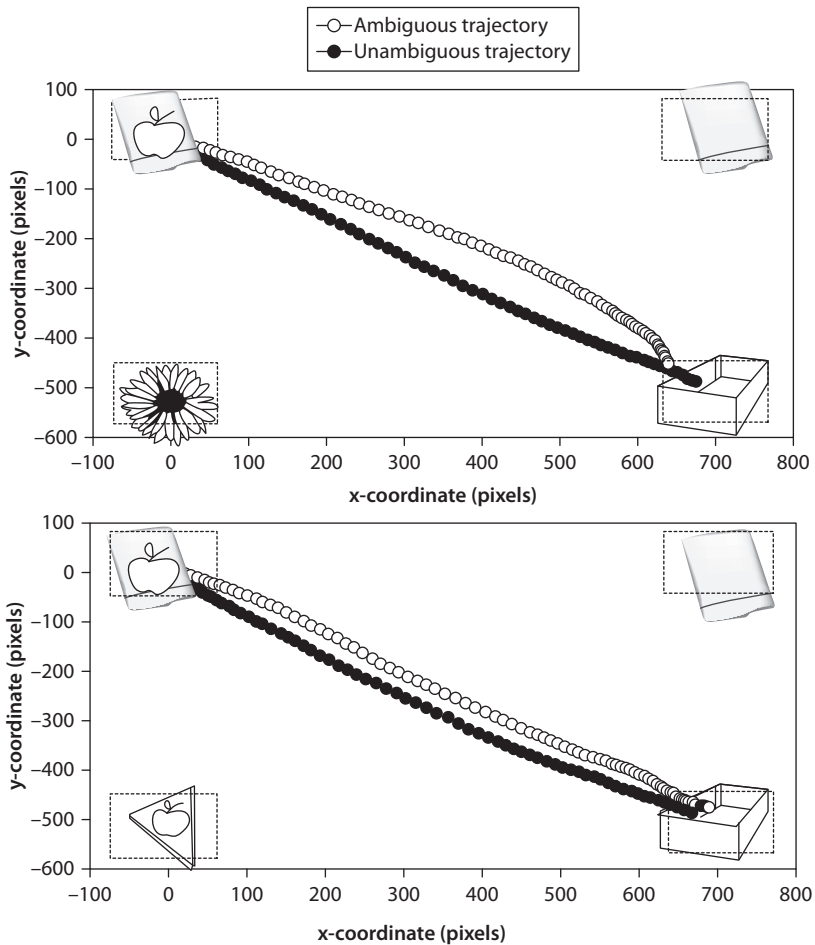 Ambiguous trajectory
Unambiguous trajectory
100
0
–100
–200
–300
–400
–500
–600
y-coordinate (pixels)
–100 0 100 200 300 400 500 600 700 800
x-coordinate (pixels)
100
0
–100
–200
–300
–400
–500
–600
y-coordinate (pixels)
–100 0 100 200 300 400 500 600 700 800
x-coordinate (pixels)